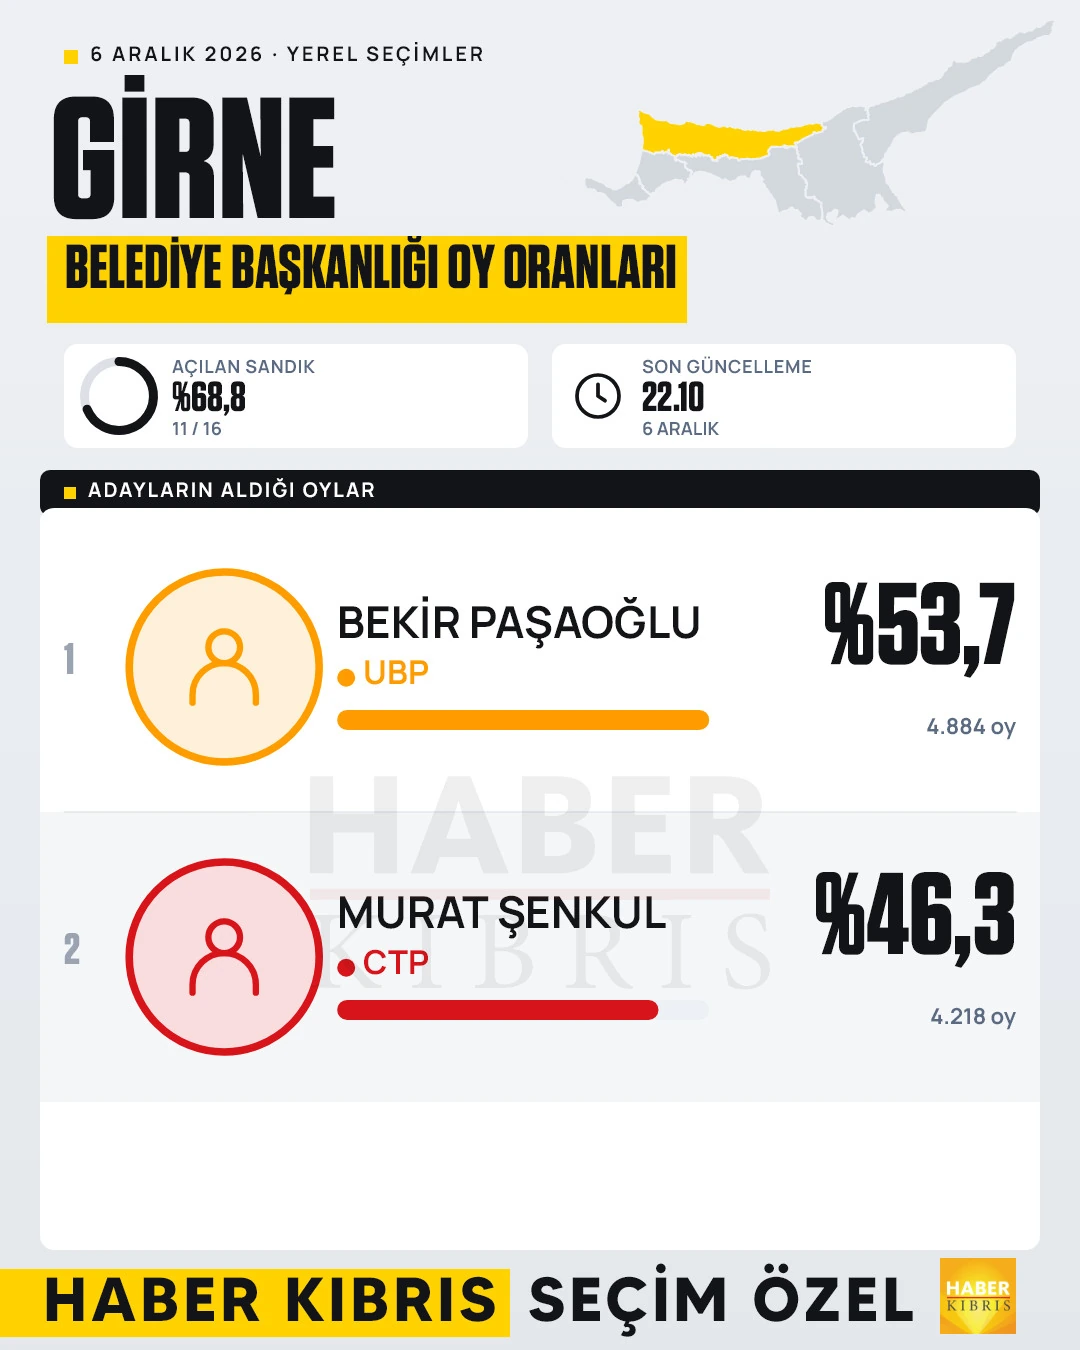 6 ARALIK 2026 · YEREL SEÇİMLER
GİRNE
BELEDİYE BAŞKANLIĞI OY ORANLARI
AÇILAN SANDIK
%68,8
11 / 16
SON GÜNCELLEME
22.10
6 ARALIK
ADAYLARIN ALDIĞI OYLAR
1
BEKİR PAŞAOĞLU
UBP
%53,7
4.884 oy
HABER
KIBRIS
2
MURAT ŞENKUL
CTP
%46,3
4.218 oy
HABER KIBRIS SEÇİM ÖZEL
HABER
KIBRIS